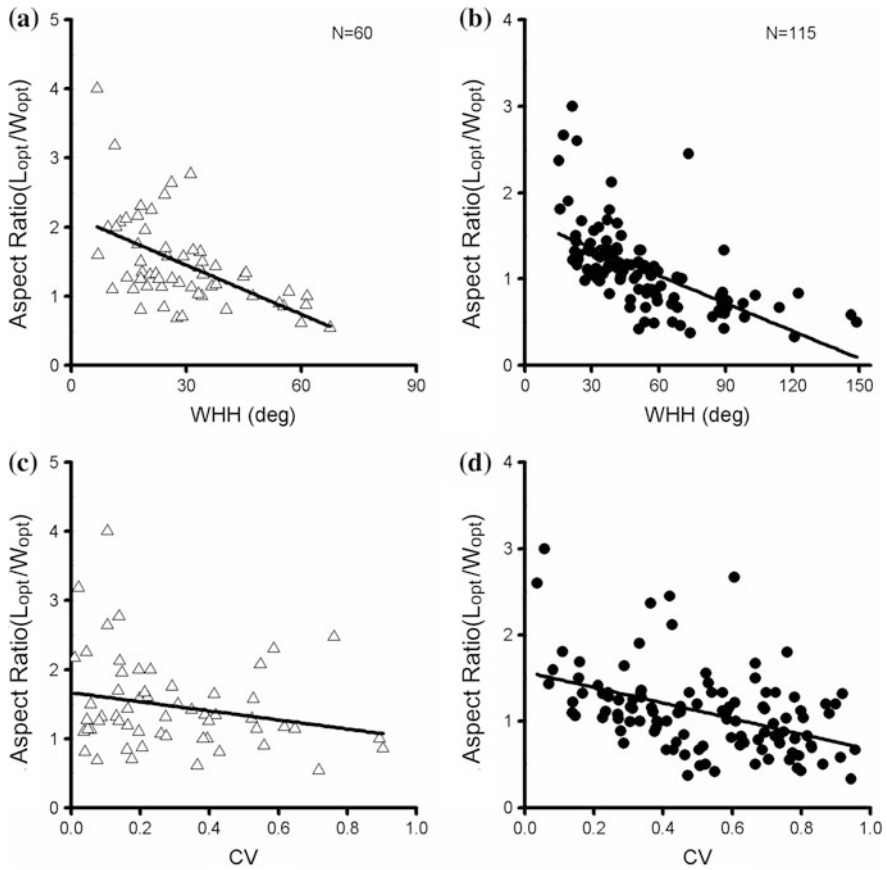 (a)
N=60
Aspect Ratio(Lopt/Wopt)
5
4
3
2
1
0
0 30 60 90
WHH (deg)
(b)
N=115
Aspect Ratio(Lopt/Wopt)
4
3
2
1
0
0 30 60 90 120 150
WHH (deg)
(c)
Aspect Ratio(Lopt/Wopt)
5
4
3
2
1
0
0.0 0.2 0.4 0.6 0.8 1.0
CV
(d)
Aspect Ratio(Lopt/Wopt)
4
3
2
1
0
0.0 0.2 0.4 0.6 0.8 1.0
CV